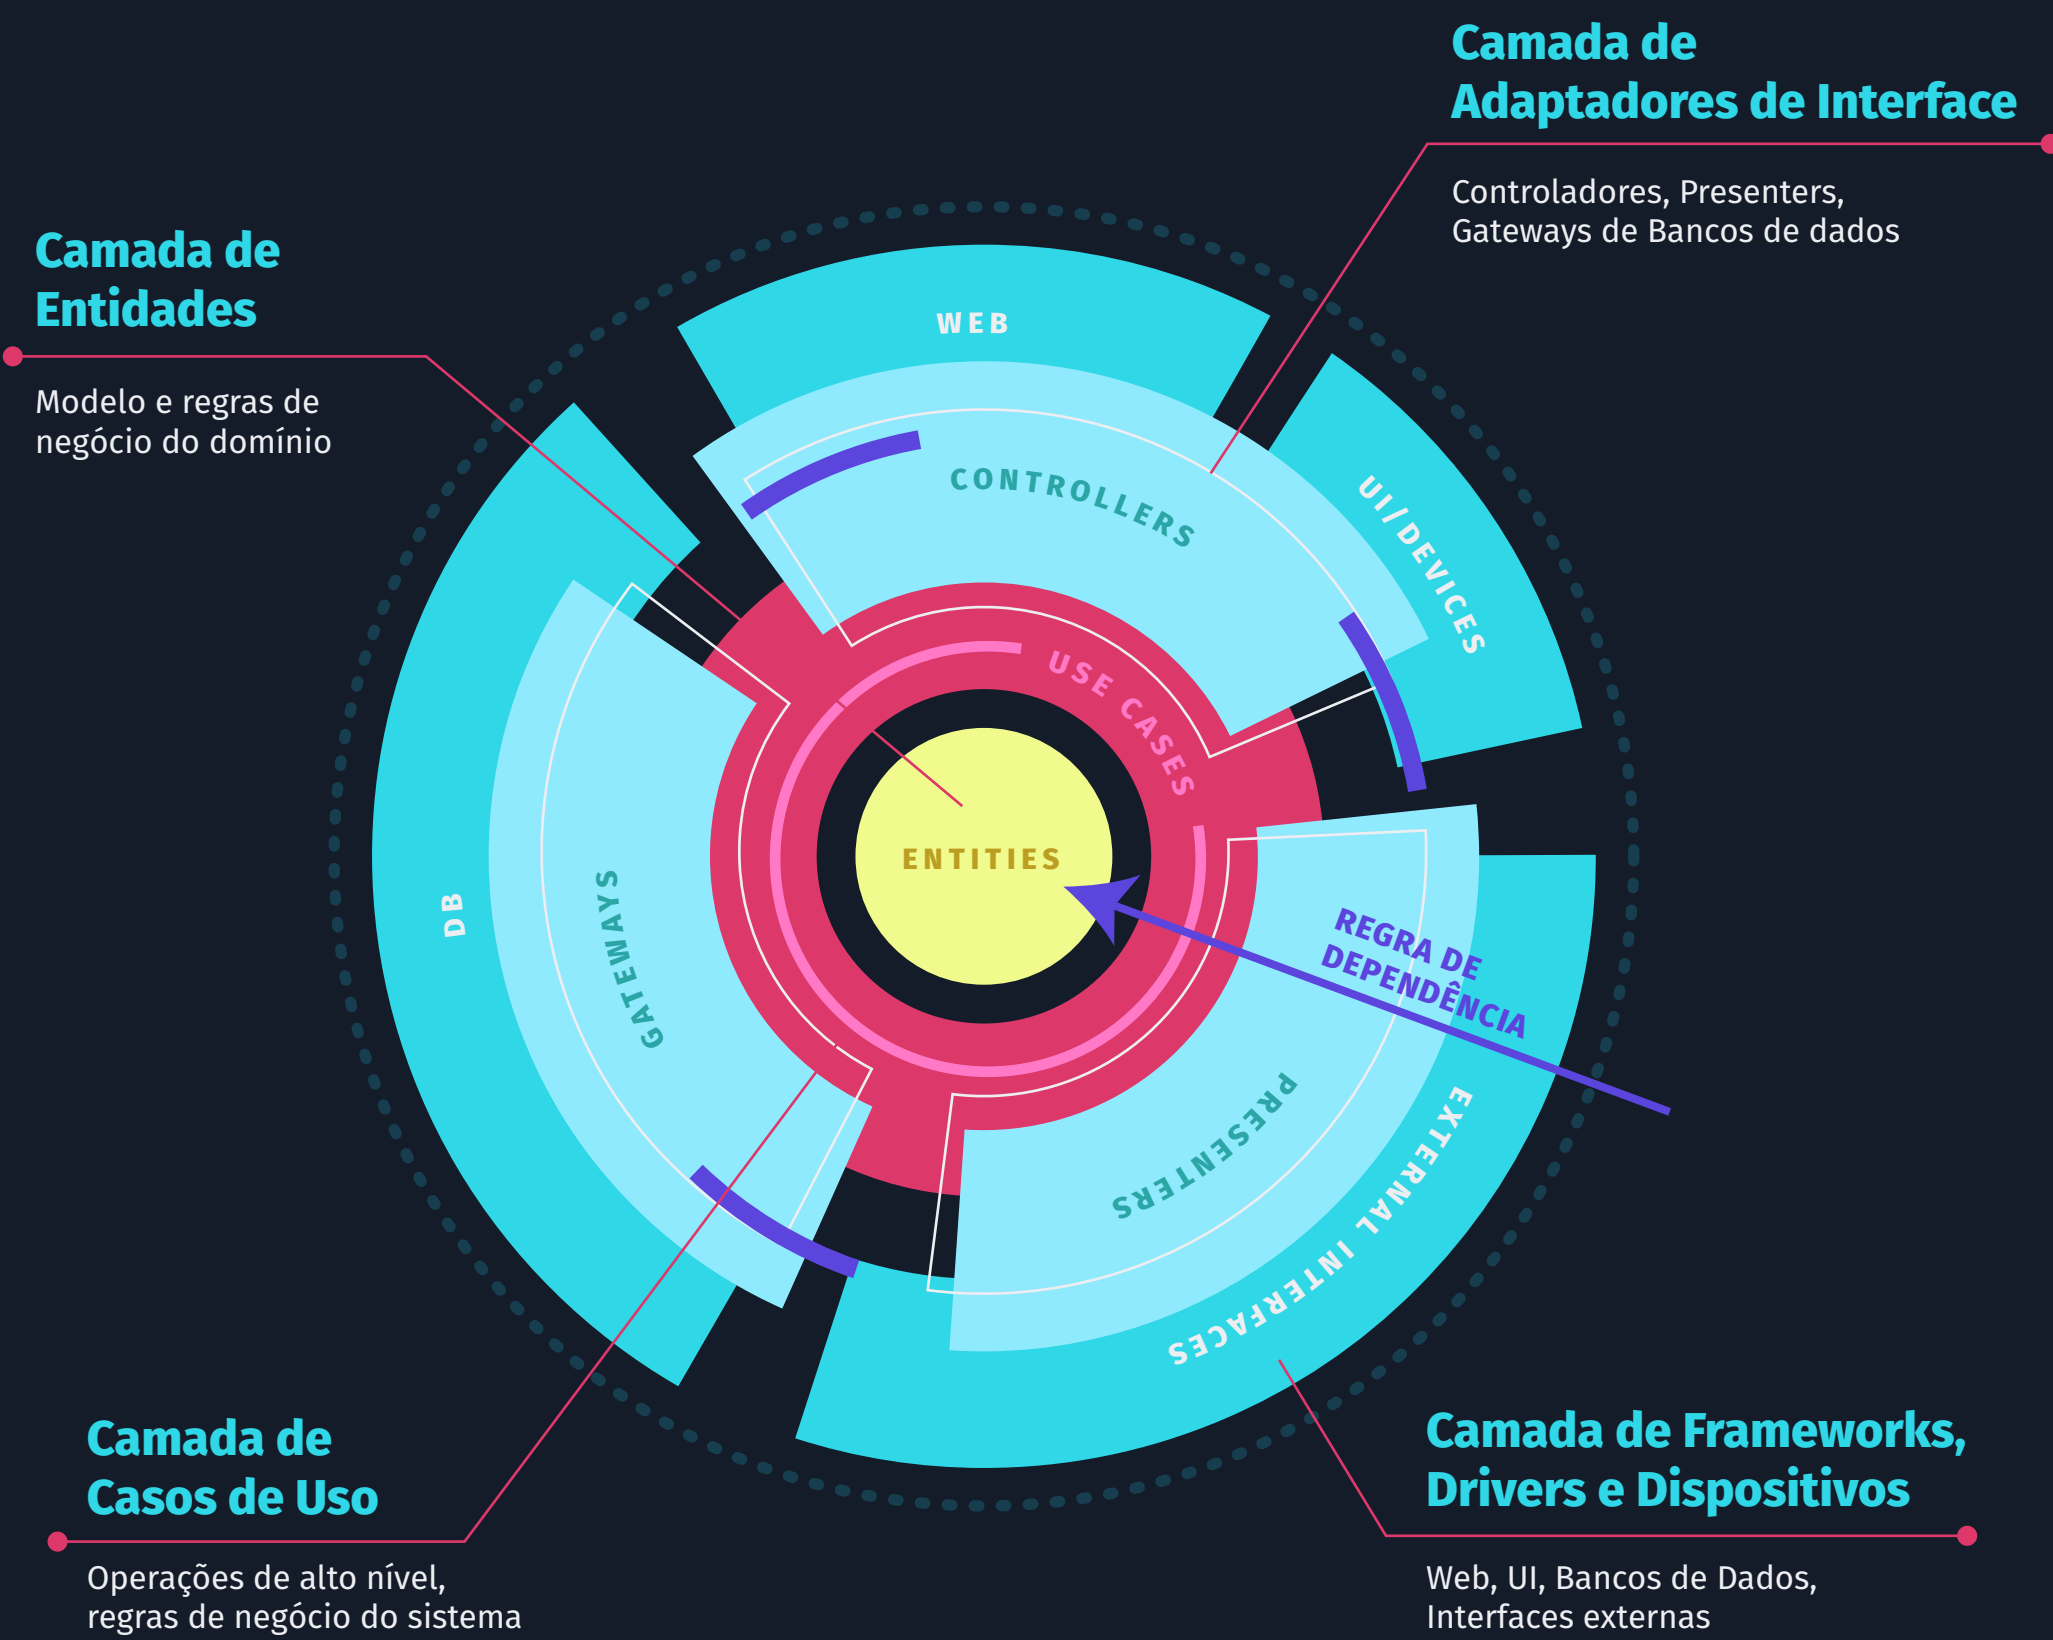 Camada de
Adaptadores de Interface
Controladores, Presenters,
Gateways de Bancos de dados
Camada de
Entidades
Modelo e regras de
negócio do domínio
WEB
UI/DEVICES
CONTROLLERS
USE CASES
ENTITIES
DB
GATEWAYS
REGRA DE
DEPENDÊNCIA
PRESENTERS
EXTERNAL INTERFACES
Camada de
Casos de Uso
Operações de alto nível,
regras de negócio do sistema
Camada de Frameworks,
Drivers e Dispositivos
Web, UI, Bancos de Dados,
Interfaces externas